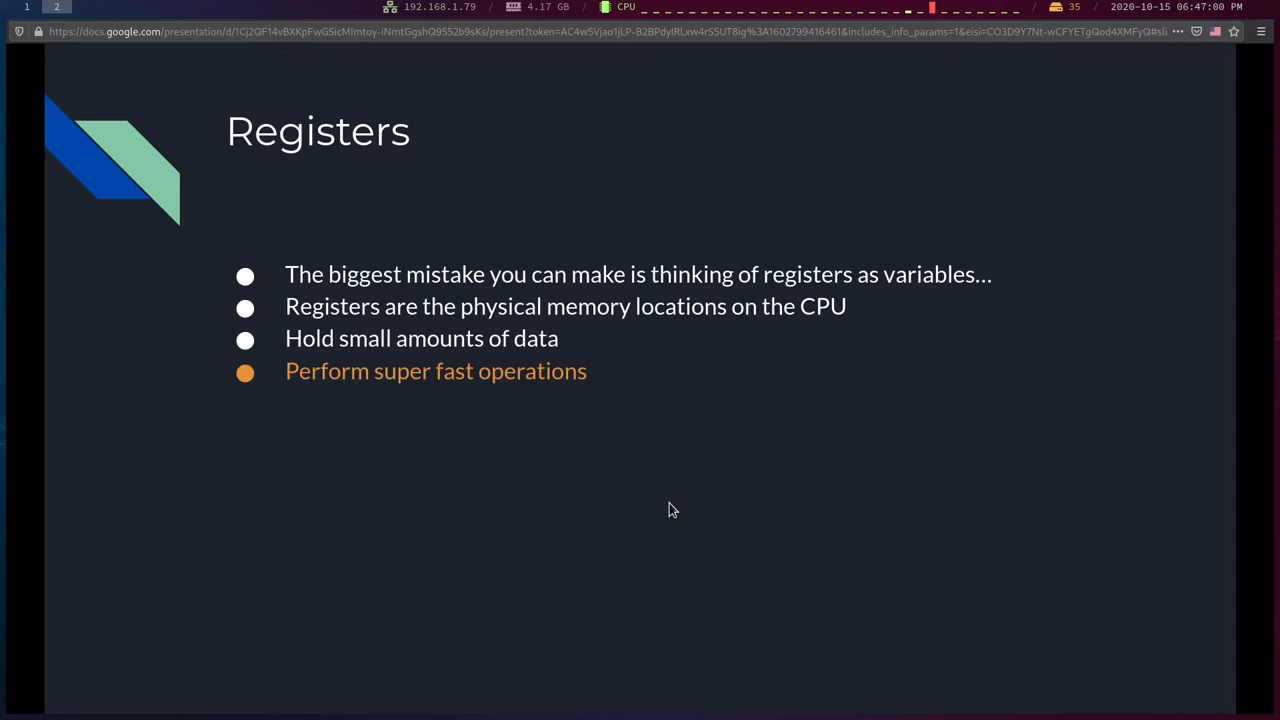 1 2 192.168.1.79 / 4.17 GB / CPU / 35 / 2020-10-15 06:47:00 PM
Registers
The biggest mistake you can make is thinking of registers as variables...
Registers are the physical memory locations on the CPU
Hold small amounts of data
Perform super fast operations